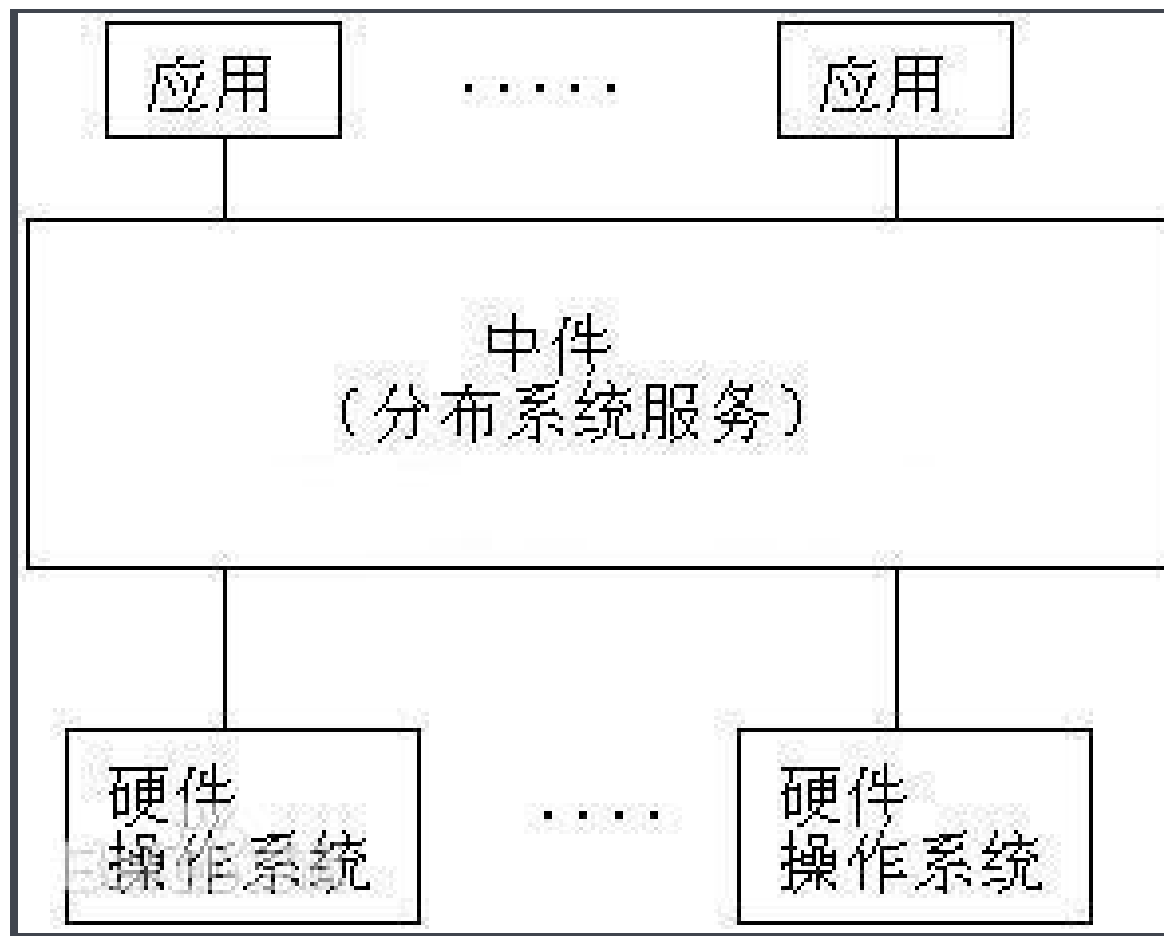 应用 ..... 应用
中件
（分布系统服务）
硬件 .... 硬件
操作系统 操作系统